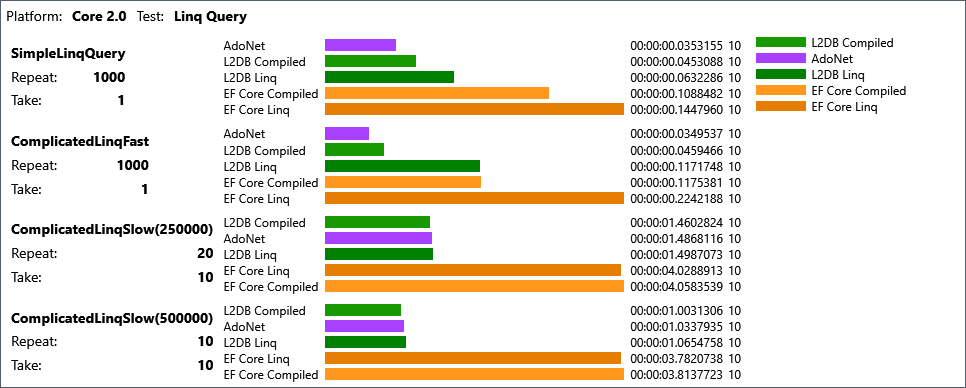 Platform: Core 2.0 Test: Linq Query
SimpleLinqQuery
Repeat: 1000
Take: 1
AdoNet 00:00:00.0353155 10
L2DB Compiled 00:00:00.0453088 10
L2DB Linq 00:00:00.0632286 10
EF Core Compiled 00:00:00.1088482 10
EF Core Linq 00:00:00.1447960 10
L2DB Compiled
AdoNet
L2DB Linq
EF Core Compiled
EF Core Linq
ComplicatedLinqFast
Repeat: 1000
Take: 1
AdoNet 00:00:00.0349537 10
L2DB Compiled 00:00:00.0459466 10
L2DB Linq 00:00:00.1171748 10
EF Core Compiled 00:00:00.1175381 10
EF Core Linq 00:00:00.2242188 10
ComplicatedLinqSlow(250000)
Repeat: 20
Take: 10
L2DB Compiled 00:00:01.4602824 10
AdoNet 00:00:01.4868116 10
L2DB Linq 00:00:01.4987073 10
EF Core Linq 00:00:04.0288913 10
EF Core Compiled 00:00:04.0583539 10
ComplicatedLinqSlow(500000)
Repeat: 10
Take: 10
L2DB Compiled 00:00:01.0031306 10
AdoNet 00:00:01.0337935 10
L2DB Linq 00:00:01.0654758 10
EF Core Linq 00:00:03.7820738 10
EF Core Compiled 00:00:03.8137723 10